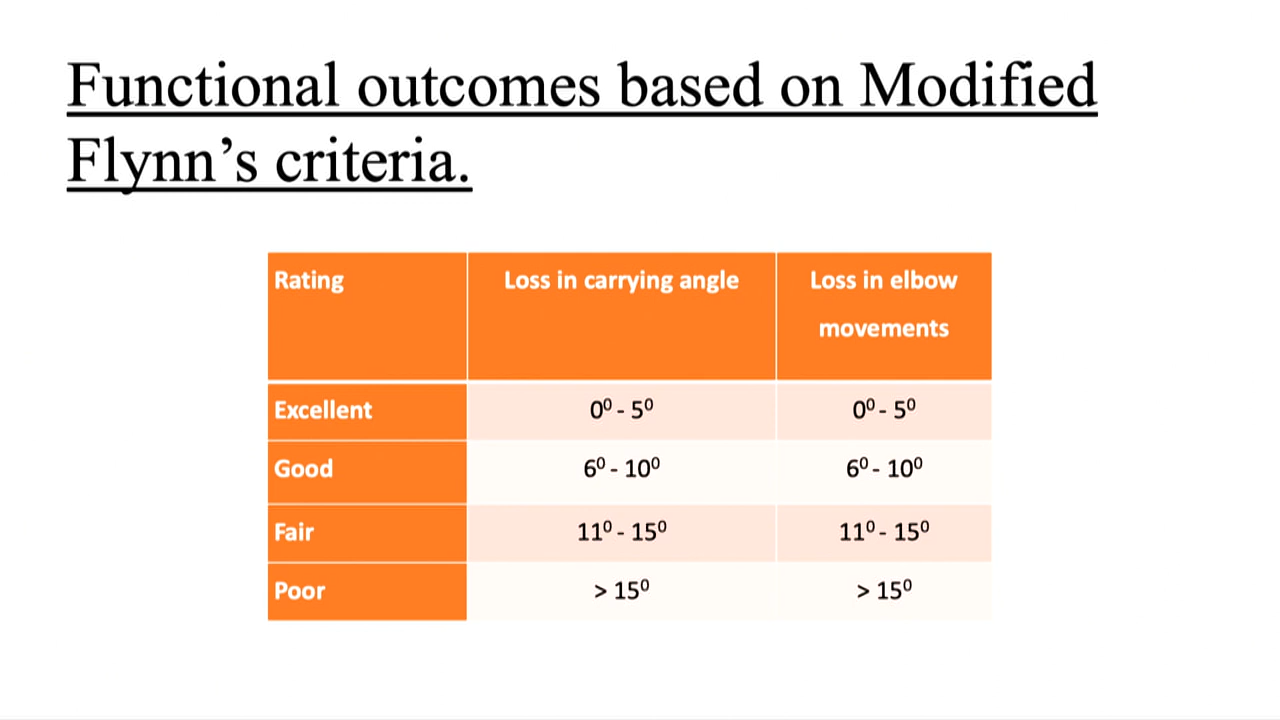 Functional outcomes based on Modified
Flynn’s criteria.
Rating
Loss in carrying angle
Loss in elbow
movements
Excellent
0⁰ - 5⁰
0⁰ - 5⁰
Good
6⁰ - 10⁰
6⁰ - 10⁰
Fair
11⁰ - 15⁰
11⁰ - 15⁰
Poor
> 15⁰
> 15⁰